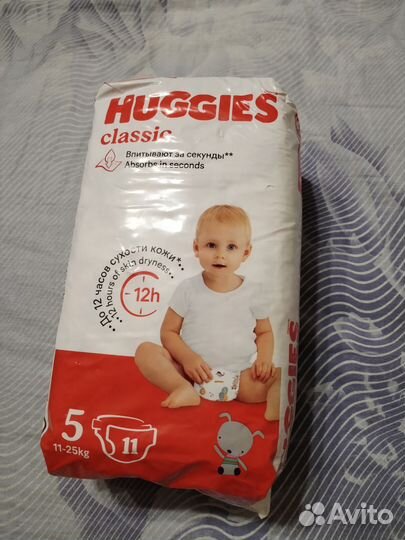 HUGGIES
classic
Впитывают за секунды**
Absorbs in seconds
До 12 часов сухости кожи*..
12 hours of skin dryness..
12h
5
11-25kg
11
HUGGIES
Avito